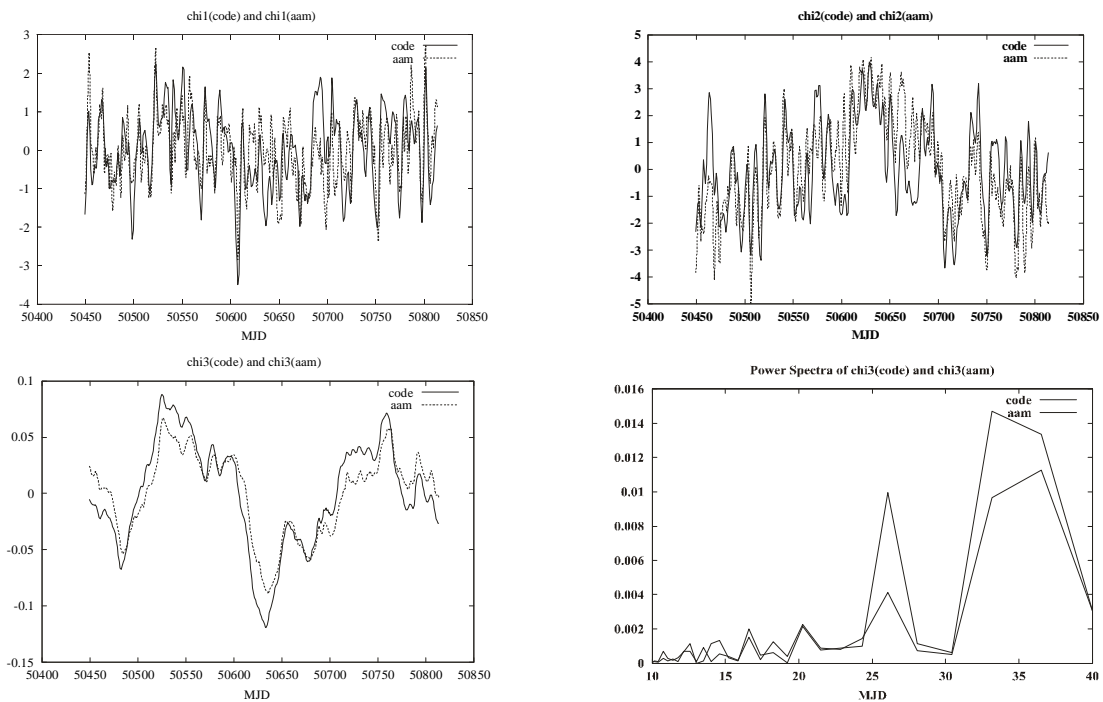 chi1(code) and chi1(aam)
3
2
1
0
-1
-2
-3
-4
code
aam
50400 50450 50500 50550 50600 50650 50700 50750 50800 50850
MJD
chi2(code) and chi2(aam)
5
4
3
2
1
0
-1
-2
-3
-4
-5
code
aam
50400 50450 50500 50550 50600 50650 50700 50750 50800 50850
MJD
chi3(code) and chi3(aam)
0.1
0.05
0
-0.05
-0.1
-0.15
code
aam
50400 50450 50500 50550 50600 50650 50700 50750 50800 50850
MJD
Power Spectra of chi3(code) and chi3(aam)
0.016
0.014
0.012
0.01
0.008
0.006
0.004
0.002
0
code
aam
10 15 20 25 30 35 40
MJD